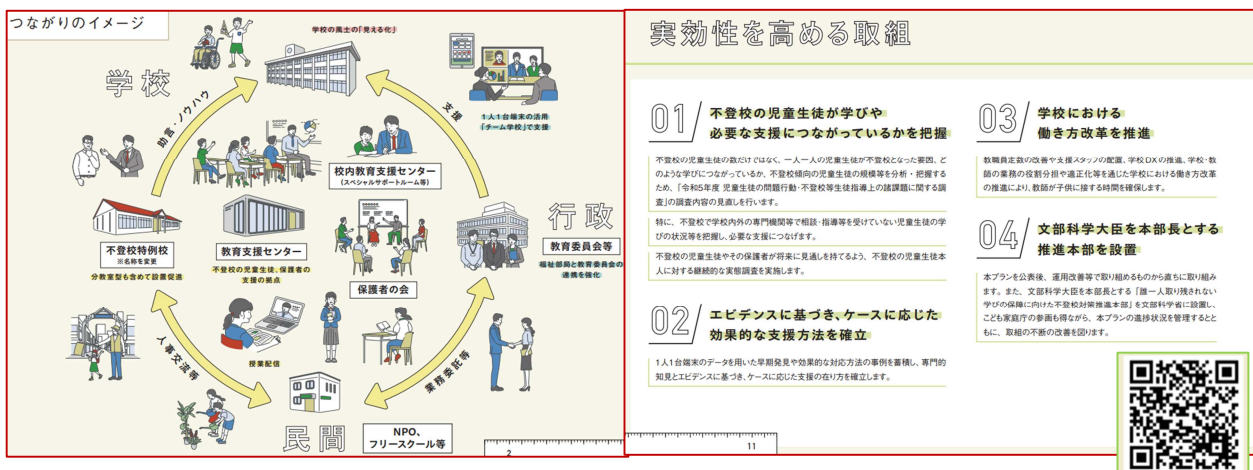 つながりのイメージ
学校の風土の「見える化」
学校
助言・ノウハウ
支援
1人1台端末の活用
「チーム学校」で支援
校内教育支援センター
(スペシャルサポートルーム等)
行政
不登校特例校
※名称を変更
分教室型も含めて設置促進
教育支援センター
不登校の児童生徒、保護者の
支援の拠点
教育委員会等
福祉部局と教育委員会の
連携を強化
保護者の会
人事交流等
授業配信
業務委託等
民間
NPO、
フリースクール等
2
実効性を高める取組
01
不登校の児童生徒が学びや
必要な支援につながっているかを把握
不登校の児童生徒の数だけではなく、一人一人の児童生徒が不登校となった要因、ど
のような学びにつながっているか、不登校傾向の児童生徒の規模等を分析・把握する
ため、「令和5年度 児童生徒の問題行動・不登校等生徒指導上の諸課題に関する調
査」の調査内容の見直しを行います。
特に、不登校で学校内外の専門機関等で相談・指導等を受けていない児童生徒の学
びの状況等を把握し、必要な支援につなげます。
不登校の児童生徒やその保護者が将来に見通しを持てるよう、不登校の児童生徒本
人に対する継続的な実態調査を実施します。
02
エビデンスに基づき、ケースに応じた
効果的な支援方法を確立
1人1台端末のデータを用いた早期発見や効果的な対応方法の事例を蓄積し、専門的
知見とエビデンスに基づき、ケースに応じた支援の在り方を確立します。
03
学校における
働き方改革を推進
教職員定数の改善や支援スタッフの配置、学校DXの推進、学校・教
師の業務の役割分担や適正化等を通じた学校における働き方改革
の推進により、教師が子供に接する時間を確保します。
04
文部科学大臣を本部長とする
推進本部を設置
本プランを公表後、運用改善等で取り組めるものから直ちに取り組み
ます。また、文部科学大臣を本部長とする「誰一人取り残されない
学びの保障に向けた不登校対策推進本部」を文部科学省に設置し、
こども家庭庁の参画も得ながら、本プランの進捗状況を管理するとと
もに、取組の不断の改善を図ります。
11